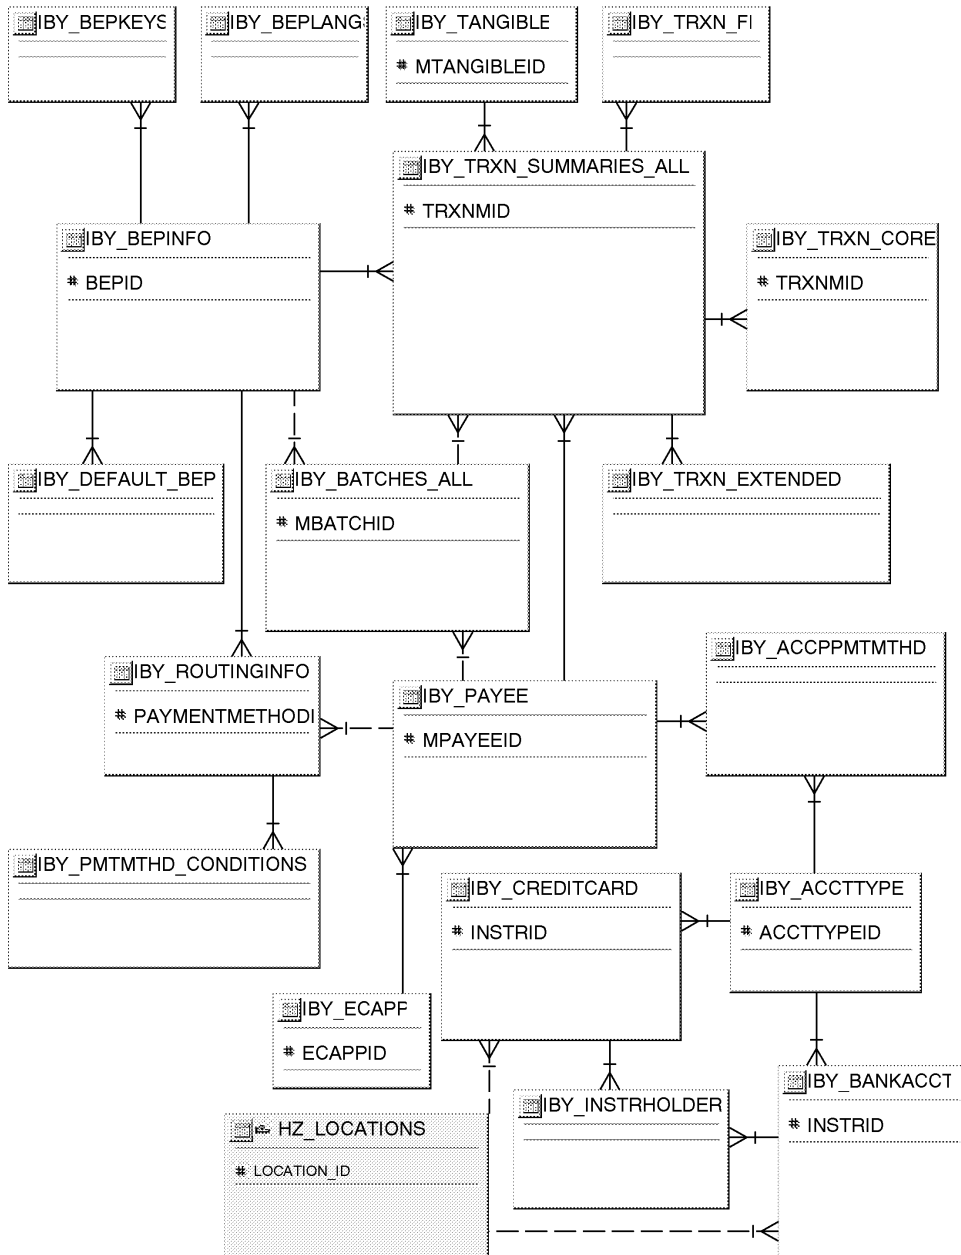 IBY_BEPKEYS
IBY_BEPLANG
IBY_TANGIBLE
# MTANGIBLEID
IBY_TRXN_FI
IBY_TRXN_SUMMARIES_ALL
# TRXNMID
IBY_BEPINFO
# BEPID
IBY_TRXN_CORE
# TRXNMID
IBY_DEFAULT_BEP
IBY_BATCHES_ALL
# MBATCHID
IBY_TRXN_EXTENDED
IBY_ROUTINGINFO
# PAYMENTMETHODI
IBY_PAYEE
# MPAYEEID
IBY_ACCPPMTMTHD
IBY_PMTMTHD_CONDITIONS
IBY_CREDITCARD
# INSTRID
IBY_ACCTTYPE
# ACCTTYPEID
IBY_ECAPP
# ECAPPID
IBY_INSTRHOLDER
IBY_BANKACCT
# INSTRID
HZ_LOCATIONS
# LOCATION_ID